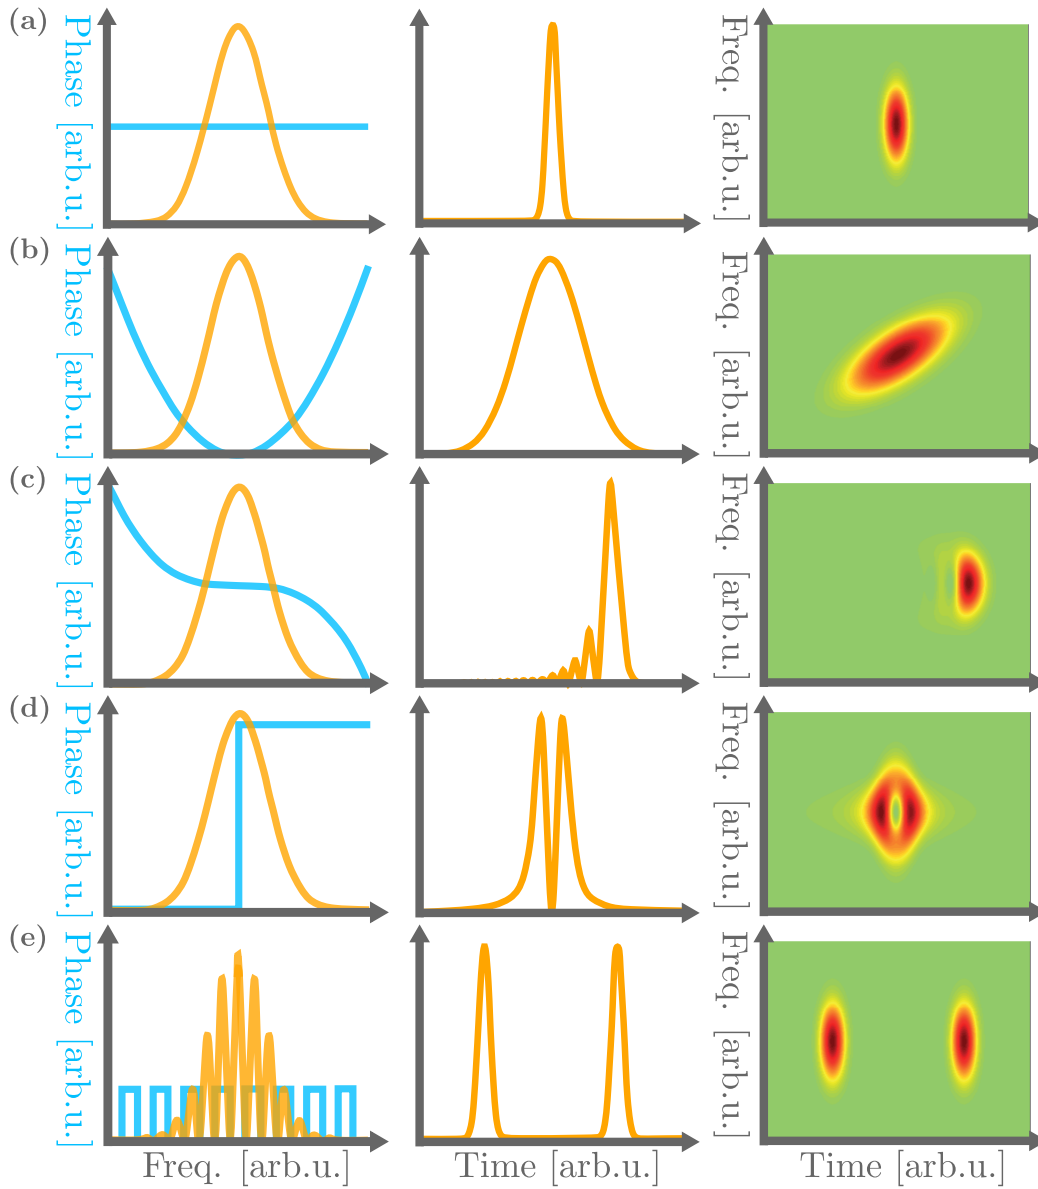 (a)
Phase [arb.u.]
Freq. [arb.u.]
(b)
Phase [arb.u.]
Freq. [arb.u.]
(c)
Phase [arb.u.]
Freq. [arb.u.]
(d)
Phase [arb.u.]
Freq. [arb.u.]
(e)
Phase [arb.u.]
Freq. [arb.u.]
Freq. [arb.u.]
Time [arb.u.]
Time [arb.u.]